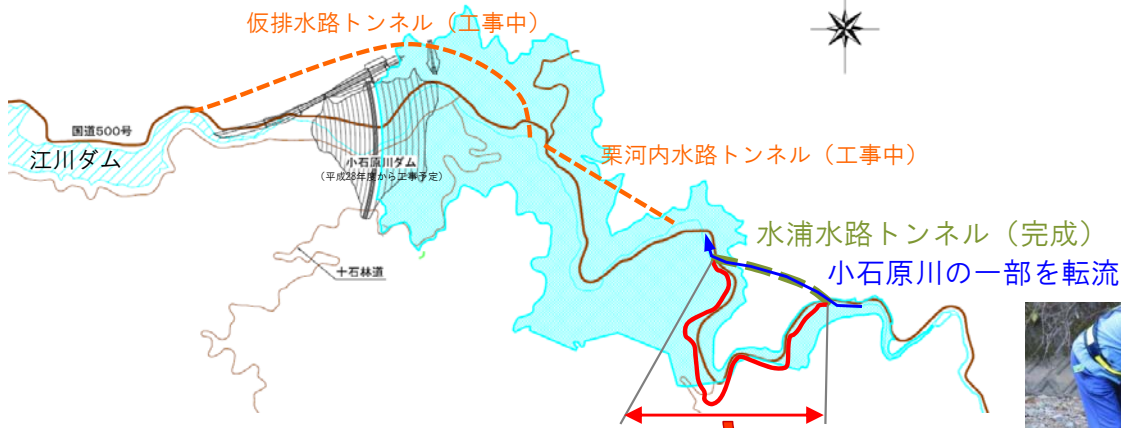 仮排水路トンネル（工事中）
国道500号
江川ダム
小石原川ダム
（平成28年度から工事予定）
栗河内水路トンネル（工事中）
水浦水路トンネル（完成）
小石原川の一部を転流
十石林道